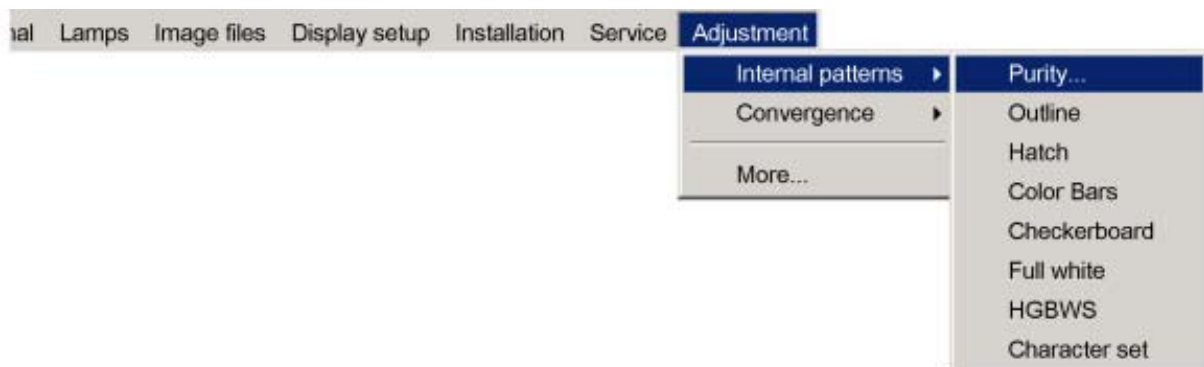 nal Lamps Image files Display setup Installation Service Adjustment
Internal patterns Purity...
Convergence Outline
Hatch
More...
Color Bars
Checkerboard
Full white
HGBWS
Character set